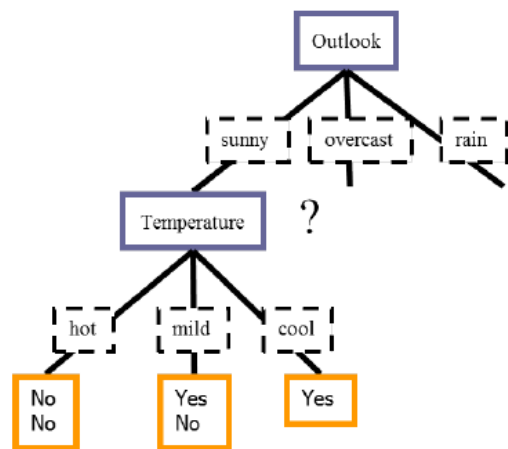 Outlook
sunny
overcast
rain
Temperature
?
hot
mild
cool
No
No
Yes
No
Yes